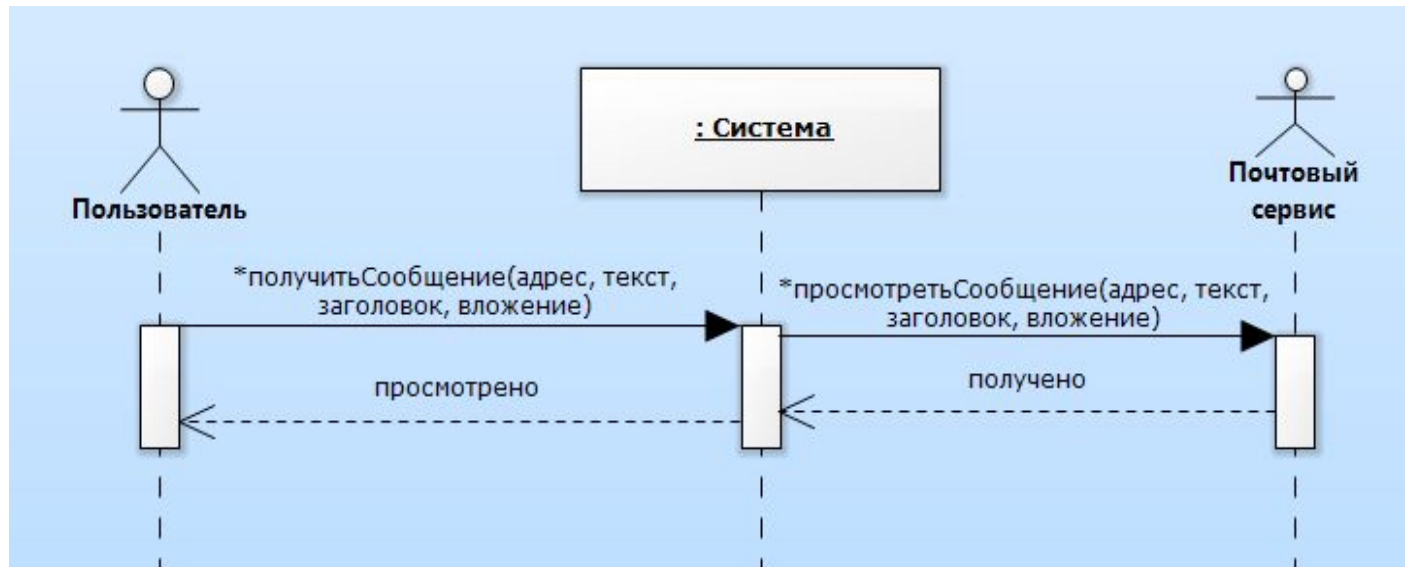 : Система
Пользователь
Почтовый
сервис
*получитьСообщение(адрес, текст,
заголовок, вложение)
*просмотретьСообщение(адрес, текст,
заголовок, вложение)
просмотрено
получено